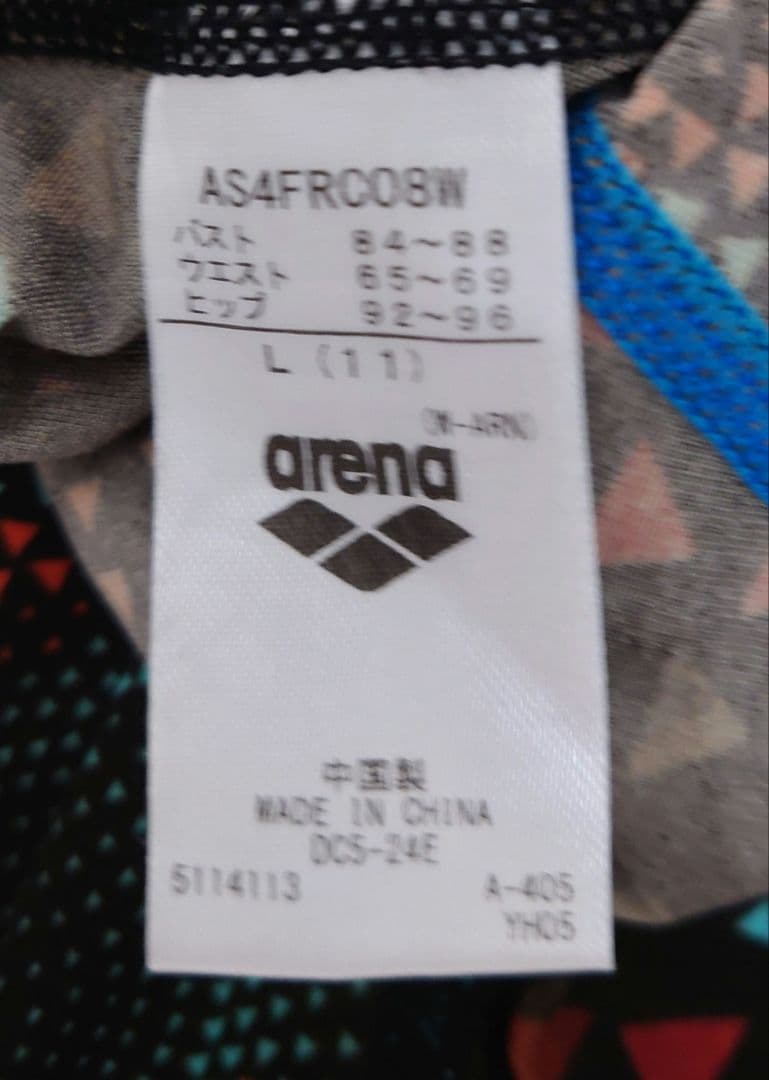 AS4FRC08W
バスト 84～88
ウエスト 65～69
ヒップ 92～96
L (11)
(M-ARN)
arena
中国製
MADE IN CHINA
DC5-24E
5114113 A-405
YH05